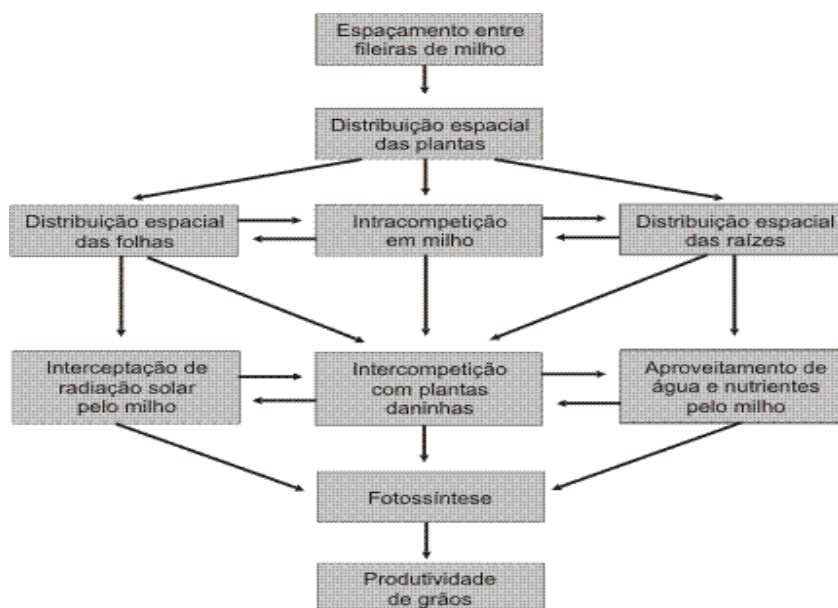 Espaçamento entre
fileiras de milho
Distribuição espacial
das plantas
Distribuição espacial
das folhas
Intracompetição
em milho
Distribuição espacial
das raízes
Interceptação de
radiação solar
pelo milho
Intercompetição
com plantas
daninhas
Aproveitamento de
água e nutrientes
pelo milho
Fotossíntese
Produtividade
de grãos